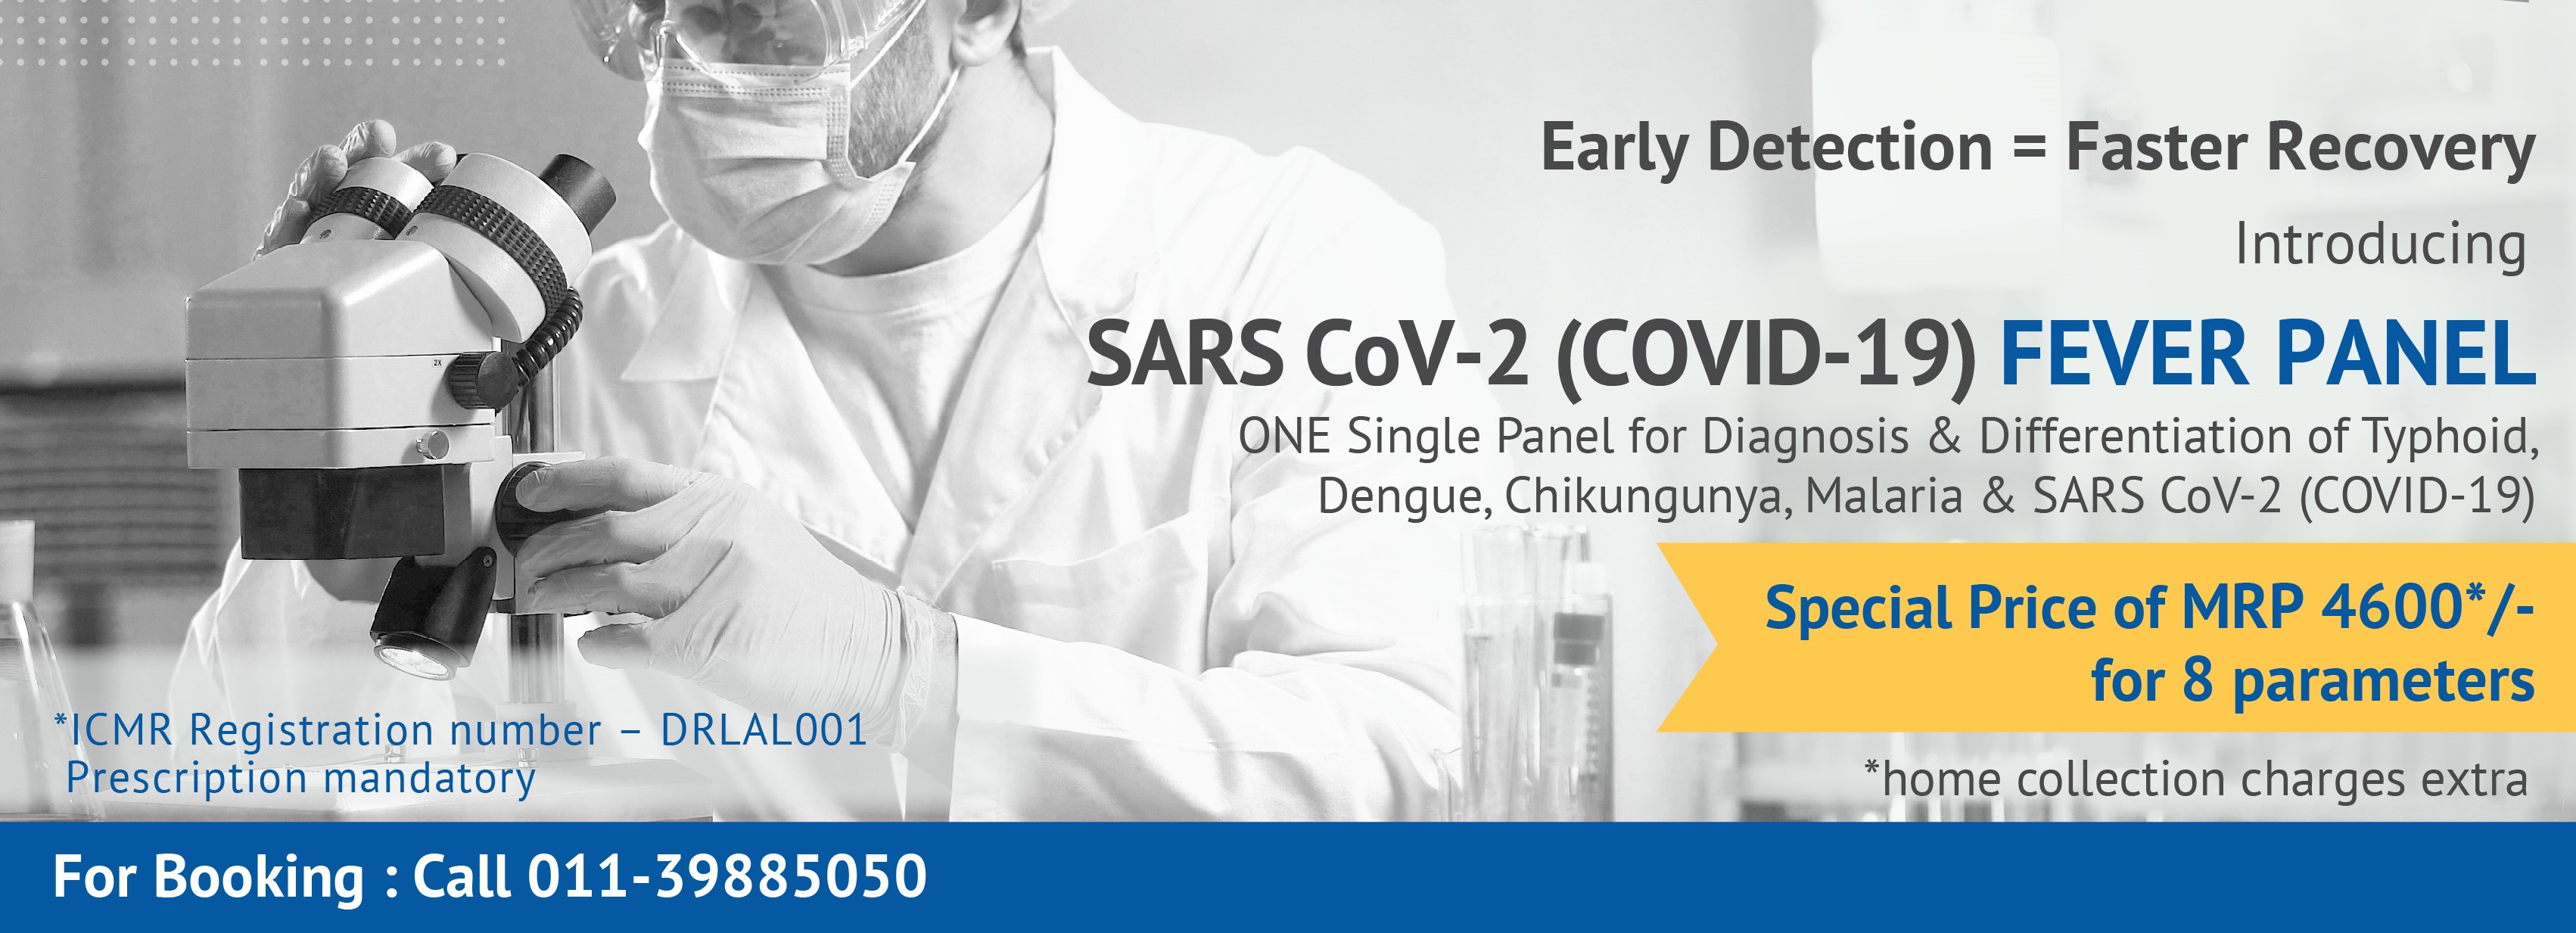 Early Detection = Faster Recovery
Introducing
SARS CoV-2 (COVID-19) FEVER PANEL
ONE Single Panel for Diagnosis & Differentiation of Typhoid,
Dengue, Chikungunya, Malaria & SARS CoV-2 (COVID-19)
Special Price of MRP 4600*/-
for 8 parameters
*home collection charges extra
*ICMR Registration number – DRLAL001
Prescription mandatory
For Booking : Call 011-39885050
2X